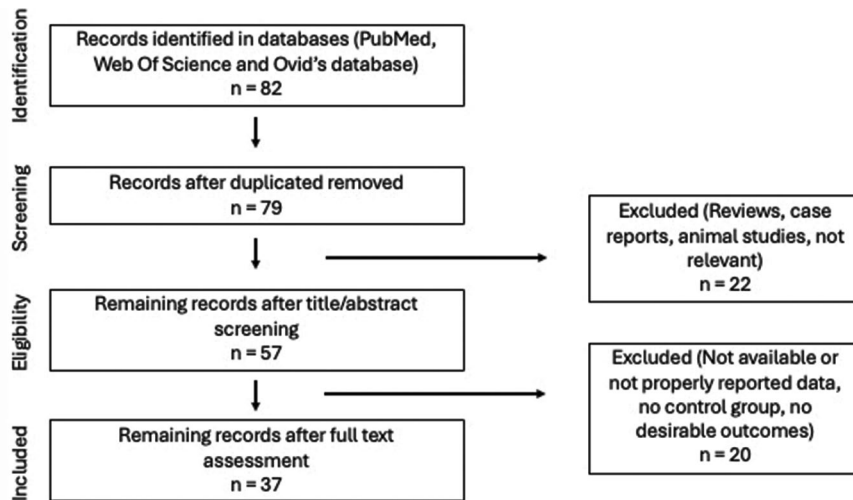 Identification
Records identified in databases (PubMed,
Web Of Science and Ovid's database)
n = 82
Screening
Records after duplicated removed
n = 79
Excluded (Reviews, case
reports, animal studies, not
relevant)
n = 22
Eligibility
Remaining records after title/abstract
screening
n = 57
Excluded (Not available or
not properly reported data,
no control group, no
desirable outcomes)
n = 20
Included
Remaining records after full text
assessment
n = 37